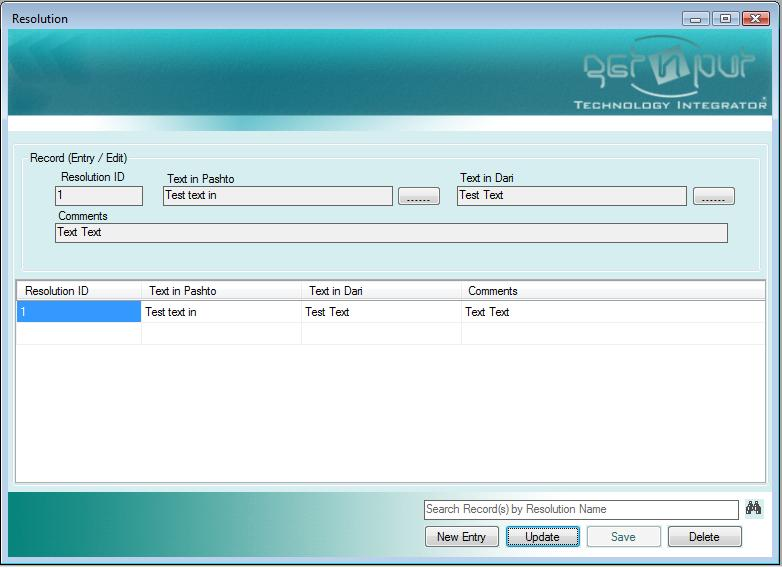 Resolution
Technology Integrator
Record (Entry / Edit)
Resolution ID
Text in Pashto
Text in Dari
1
Test text in
......
Test Text
......
Comments
Text Text
Resolution ID Text in Pashto Text in Dari Comments
1 Test text in Test Text Text Text
Search Record(s) by Resolution Name
New Entry Update Save Delete